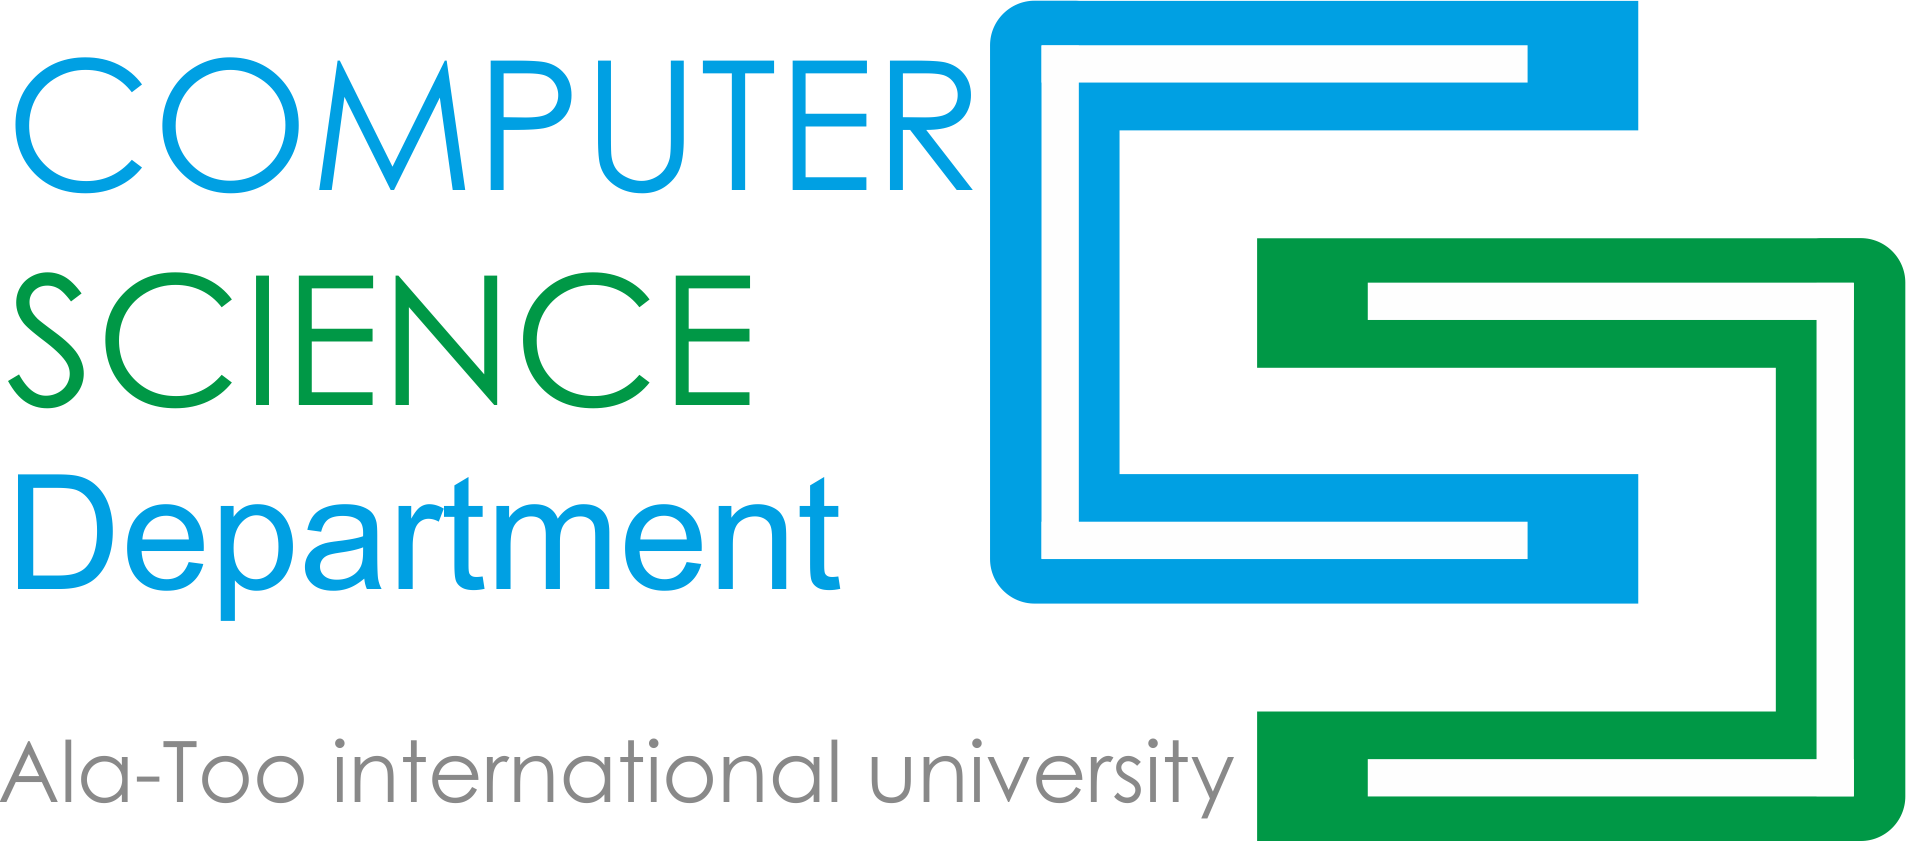 COMPUTER
SCIENCE
Department
Ala-Too international university